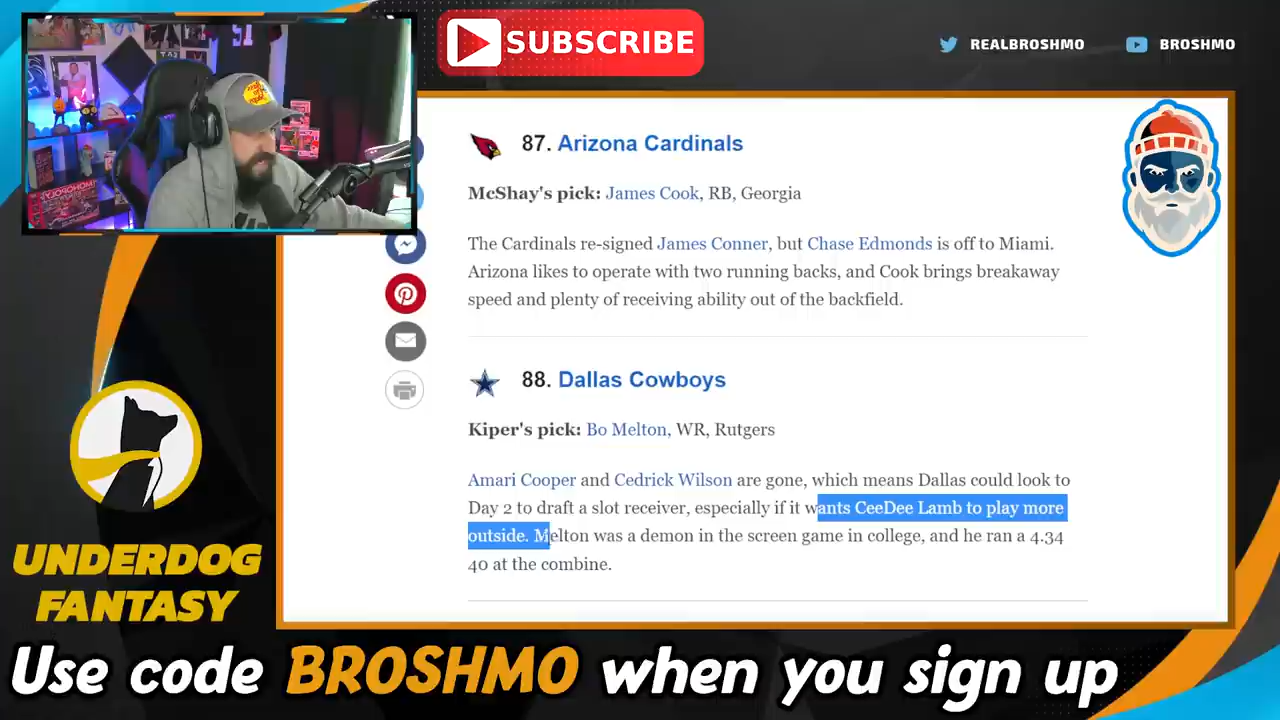 SUBSCRIBE
REALBROSHMO
BROSHMO
87. Arizona Cardinals
McShay's pick: James Cook, RB, Georgia
The Cardinals re-signed James Conner, but Chase Edmonds is off to Miami.
Arizona likes to operate with two running backs, and Cook brings breakaway
speed and plenty of receiving ability out of the backfield.
88. Dallas Cowboys
Kiper's pick: Bo Melton, WR, Rutgers
Amari Cooper and Cedrick Wilson are gone, which means Dallas could look to
Day 2 to draft a slot receiver, especially if it wants CeeDee Lamb to play more
outside. Melton was a demon in the screen game in college, and he ran a 4.34
40 at the combine.
UNDERDOG
FANTASY
Use code BROSHMO when you sign up
MONOPOLY